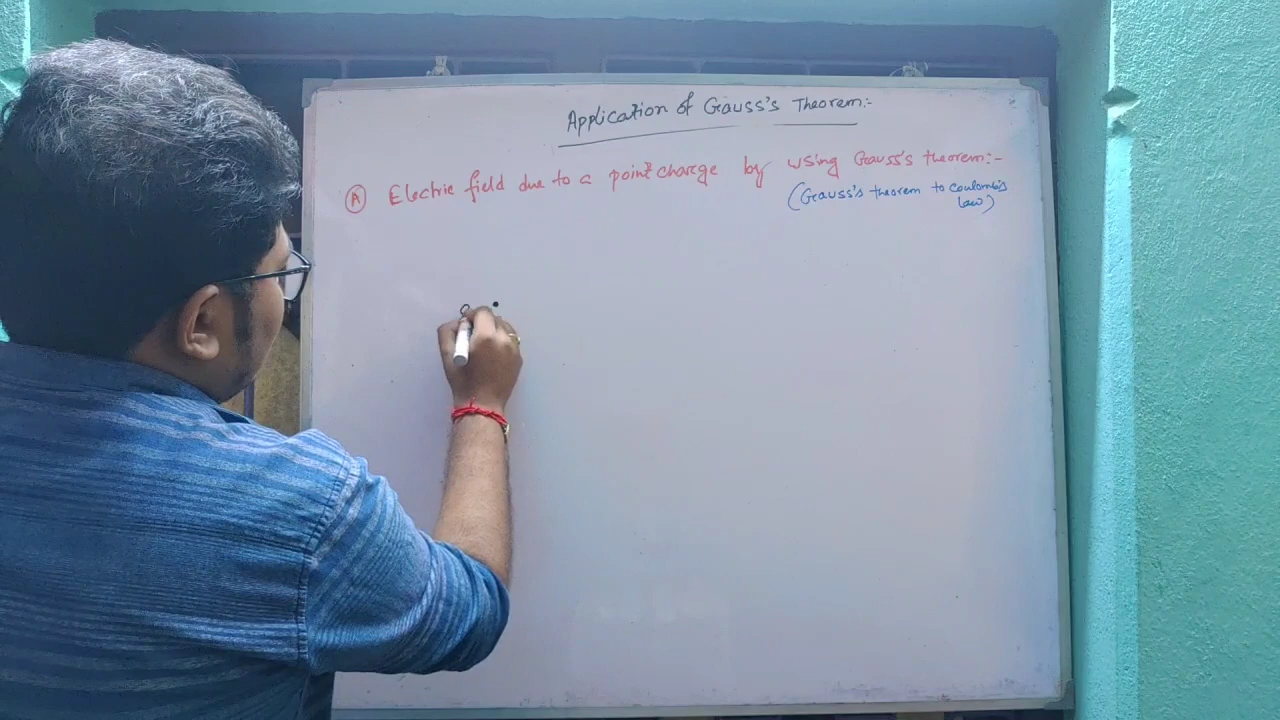 Application of Gauss's Theorem:-
(A) Electric field due to a point charge by using Gauss's theorem:-
(Gauss's theorem to Coulomb's
law)